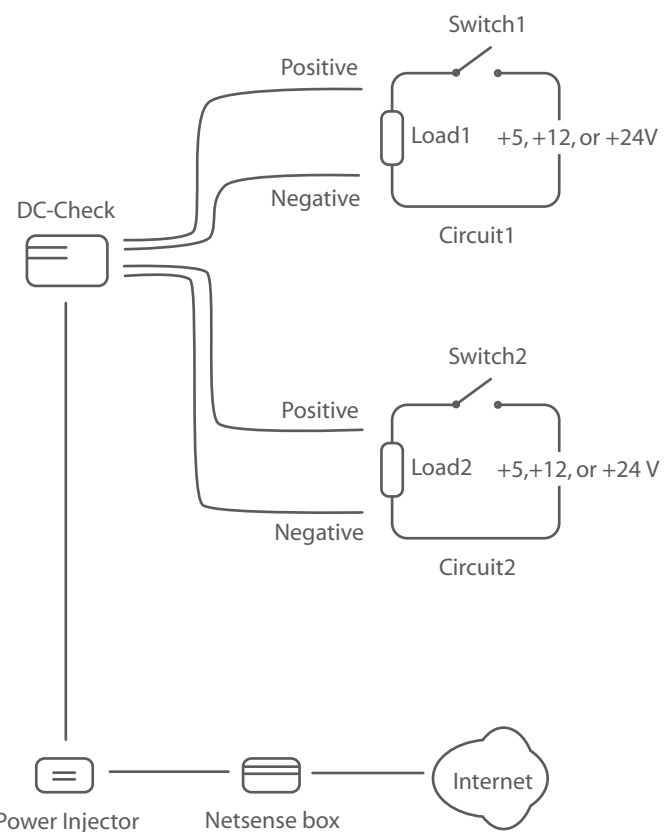 Switch1
Positive
Load1
+5, +12, or +24V
Negative
DC-Check
Circuit1
Switch2
Positive
Load2
+5,+12, or +24 V
Negative
Circuit2
Internet
Power Injector
Netsense box